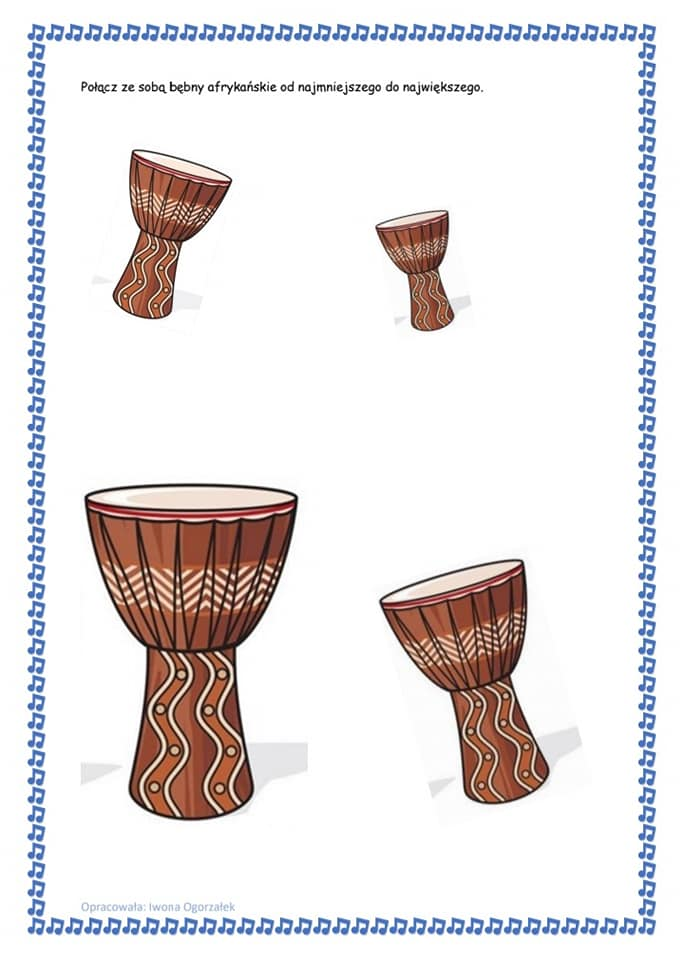 Połącz ze sobą bębny afrykańskie od najmniejszego do największego.
Opracowała: Iwona Ogorzałek